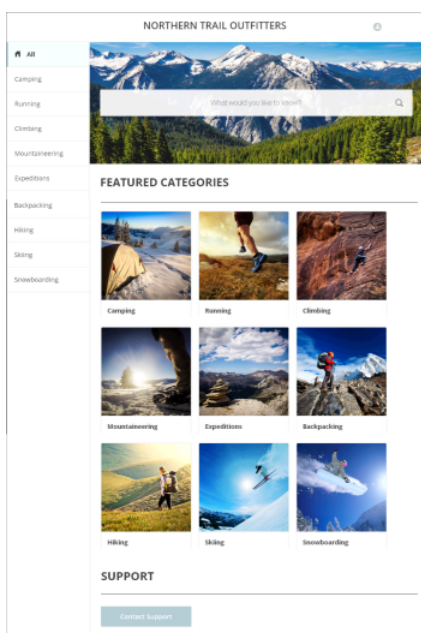 NORTHERN TRAIL OUTFITTERS
All
Camping
Running
Climbing
Mountaineering
Expeditions
Backpacking
Hiking
Skiing
Snowboarding
What would you like to know?
FEATURED CATEGORIES
Camping
Running
Climbing
Mountaineering
Expeditions
Backpacking
Hiking
Skiing
Snowboarding
SUPPORT
Contact Support